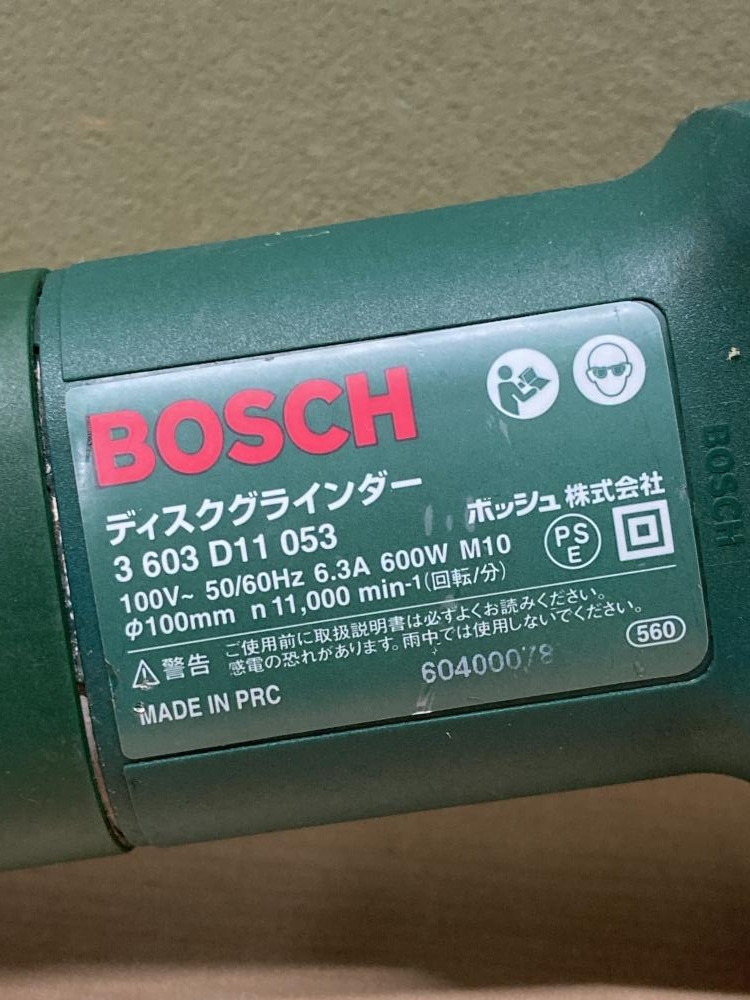 BOSCH
ディスクグラインダー
3 603 D11 053
ボッシュ 株式会社
100V~ 50/60Hz 6.3A 600W M10
φ100mm n 11,000 min-1(回転/分)
PS
E
警告
ご使用前に取扱説明書は必ずよくお読みください。
感電の恐れがあります。雨中では使用しないでください。
560
MADE IN PRC
60400078
BOSCH